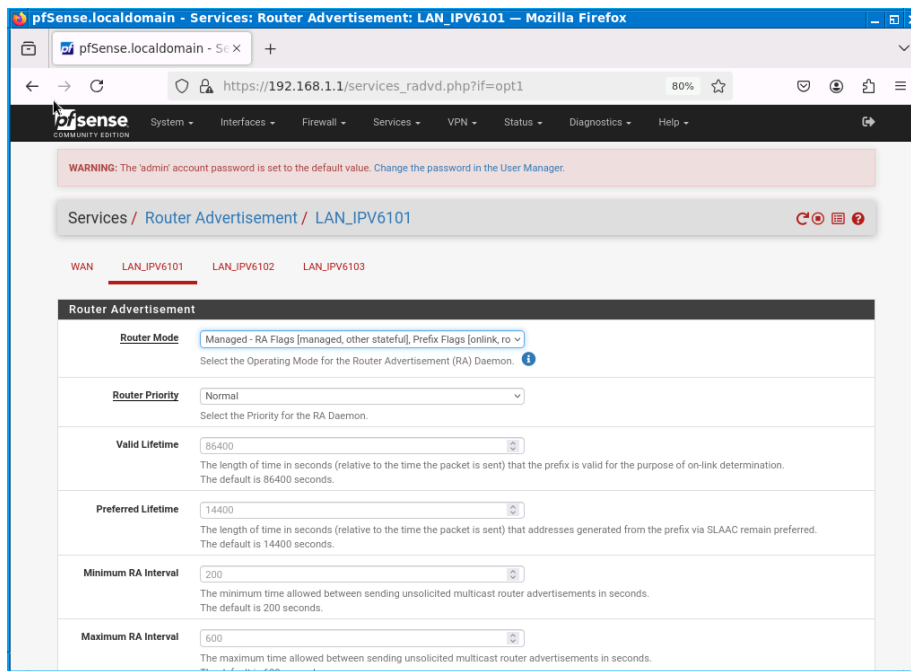 pfSense.localdomain - Services: Router Advertisement: LAN_IPV6101 — Mozilla Firefox
pfSense.localdomain - Se
https://192.168.1.1/services_radvd.php?if=opt1
80%
pfsense
COMMUNITY EDITION
System
Interfaces
Firewall
Services
VPN
Status
Diagnostics
Help
WARNING: The 'admin' account password is set to the default value. Change the password in the User Manager.
Services / Router Advertisement / LAN_IPV6101
WAN
LAN_IPV6101
LAN_IPV6102
LAN_IPV6103
Router Advertisement
Router Mode
Managed - RA Flags [managed, other stateful], Prefix Flags [onlink, ro
Select the Operating Mode for the Router Advertisement (RA) Daemon.
Router Priority
Normal
Select the Priority for the RA Daemon.
Valid Lifetime
86400
The length of time in seconds (relative to the time the packet is sent) that the prefix is valid for the purpose of on-link determination.
The default is 86400 seconds.
Preferred Lifetime
14400
The length of time in seconds (relative to the time the packet is sent) that addresses generated from the prefix via SLAAC remain preferred.
The default is 14400 seconds.
Minimum RA Interval
200
The minimum time allowed between sending unsolicited multicast router advertisements in seconds.
The default is 200 seconds.
Maximum RA Interval
600
The maximum time allowed between sending unsolicited multicast router advertisements in seconds.